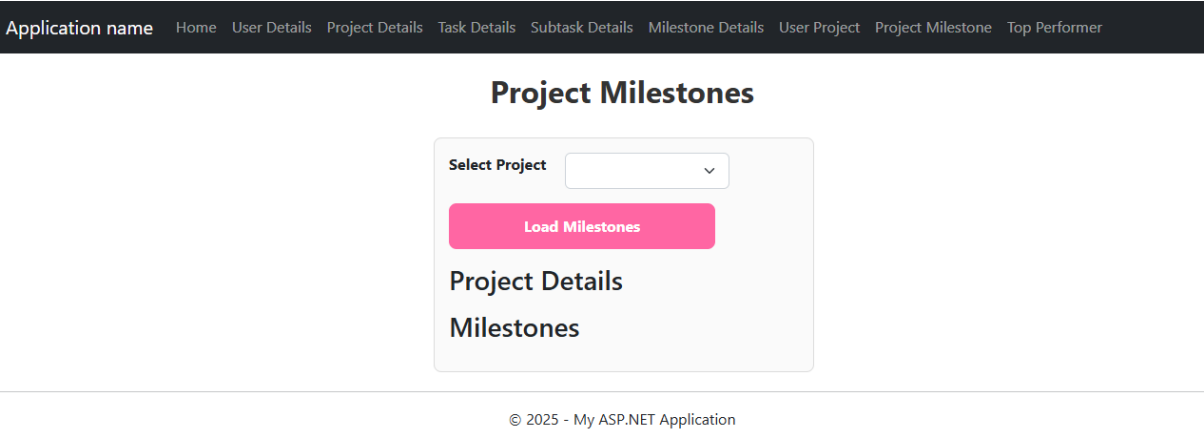 Application name Home User Details Project Details Task Details Subtask Details Milestone Details User Project Project Milestone Top Performer
Project Milestones
Select Project
Load Milestones
Project Details
Milestones
© 2025 - My ASP.NET Application